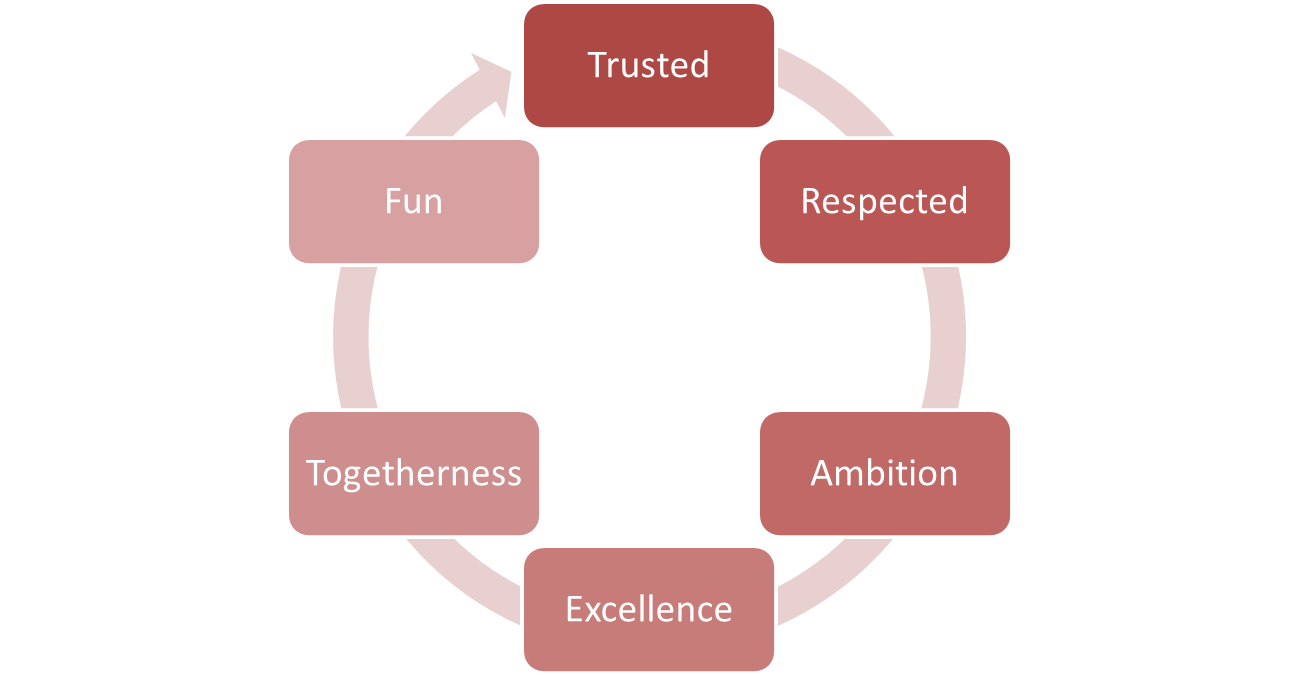 Trusted
Respected
Ambition
Excellence
Togetherness
Fun